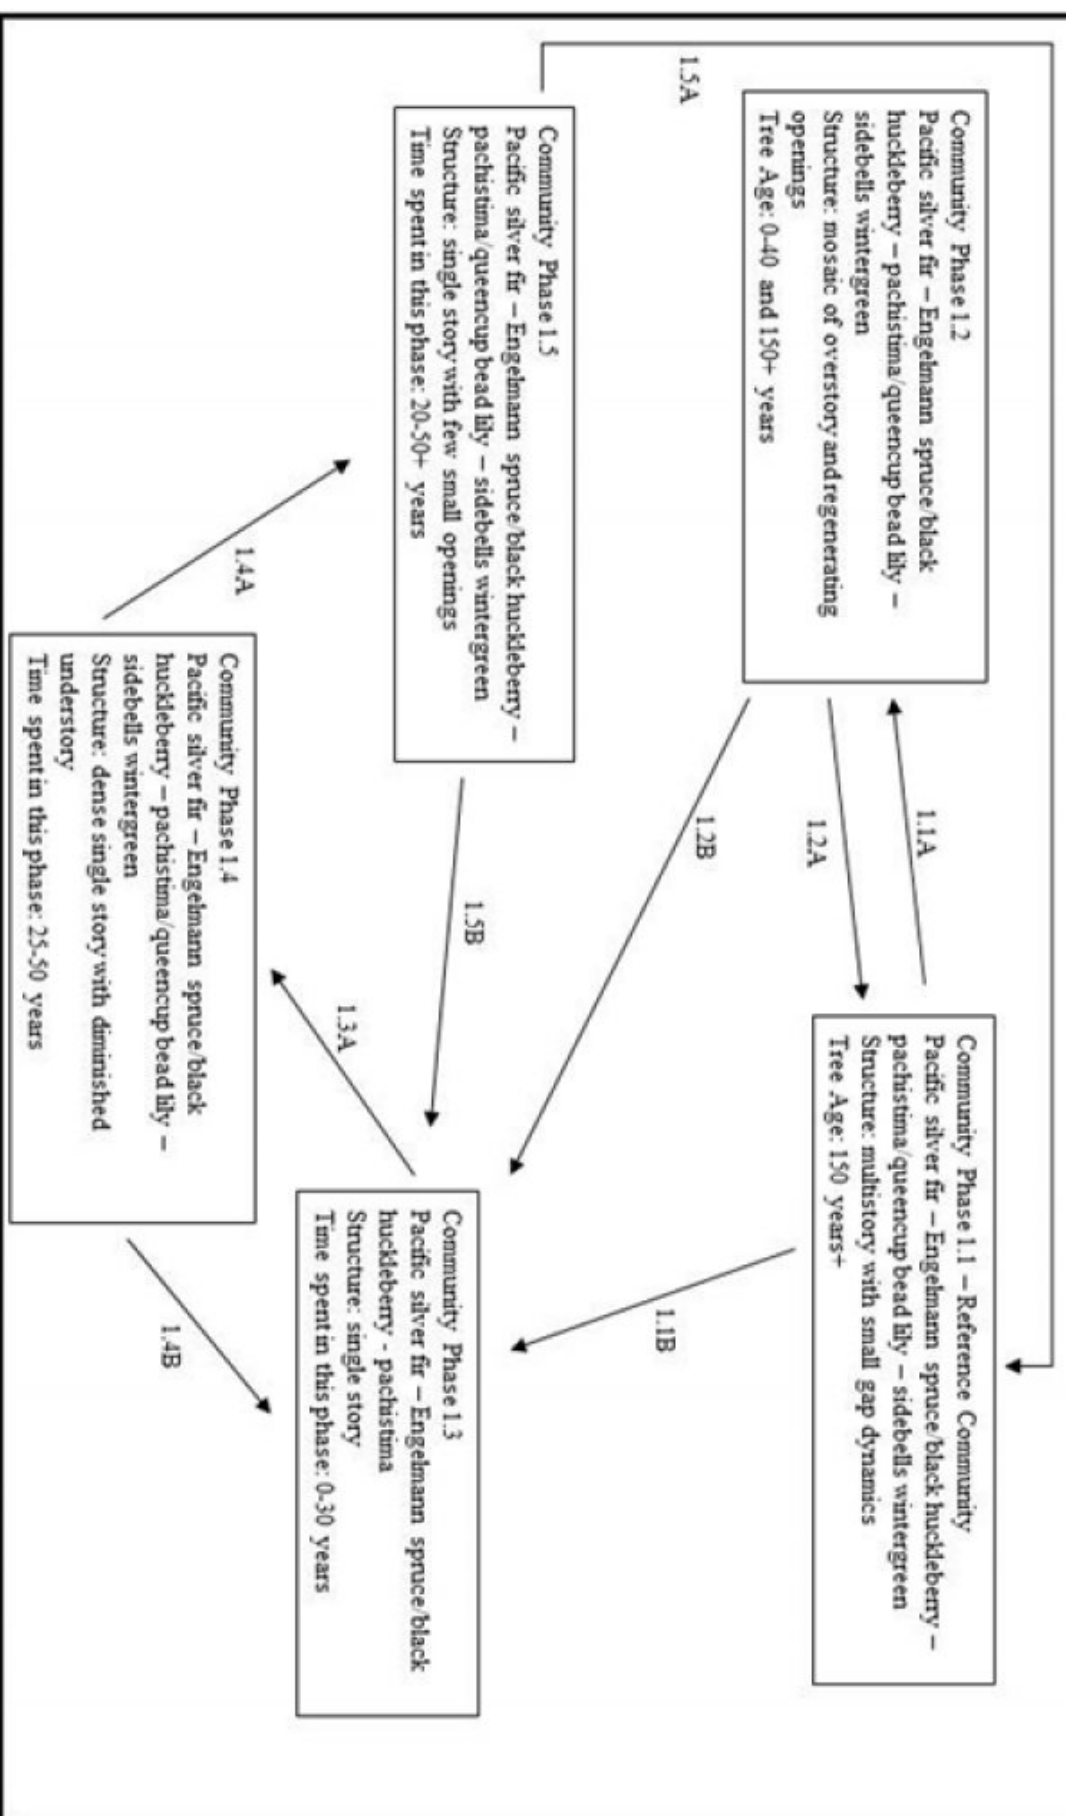 1.5A
Community Phase 1.2
Pacific silver fir – Engelmann spruce/black
huckleberry – pachistima/queencup bead lily –
sidebells wintergreen
Structure: mosaic of overstory and regenerating
openings
Tree Age: 0-40 and 150+ years
1.1A
1.2A
Community Phase 1.1 – Reference Community
Pacific silver fir – Engelmann spruce/black huckleberry –
pachistima/queencup bead lily – sidebells wintergreen
Structure: multistory with small gap dynamics
Tree Age: 150 years+
1.2B
1.1B
Community Phase 1.5
Pacific silver fir – Engelmann spruce/black huckleberry –
pachistima/queencup bead lily – sidebells wintergreen
Structure: single story with few small openings
Time spent in this phase: 20-50+ years
1.5B
Community Phase 1.3
Pacific silver fir – Engelmann spruce/black
huckleberry - pachistima
Structure: single story
Time spent in this phase: 0-30 years
1.3A
1.4A
Community Phase 1.4
Pacific silver fir – Engelmann spruce/black
huckleberry – pachistima/queencup bead lily –
sidebells wintergreen
Structure: dense single story with diminished
understory
Time spent in this phase: 25-50 years
1.4B